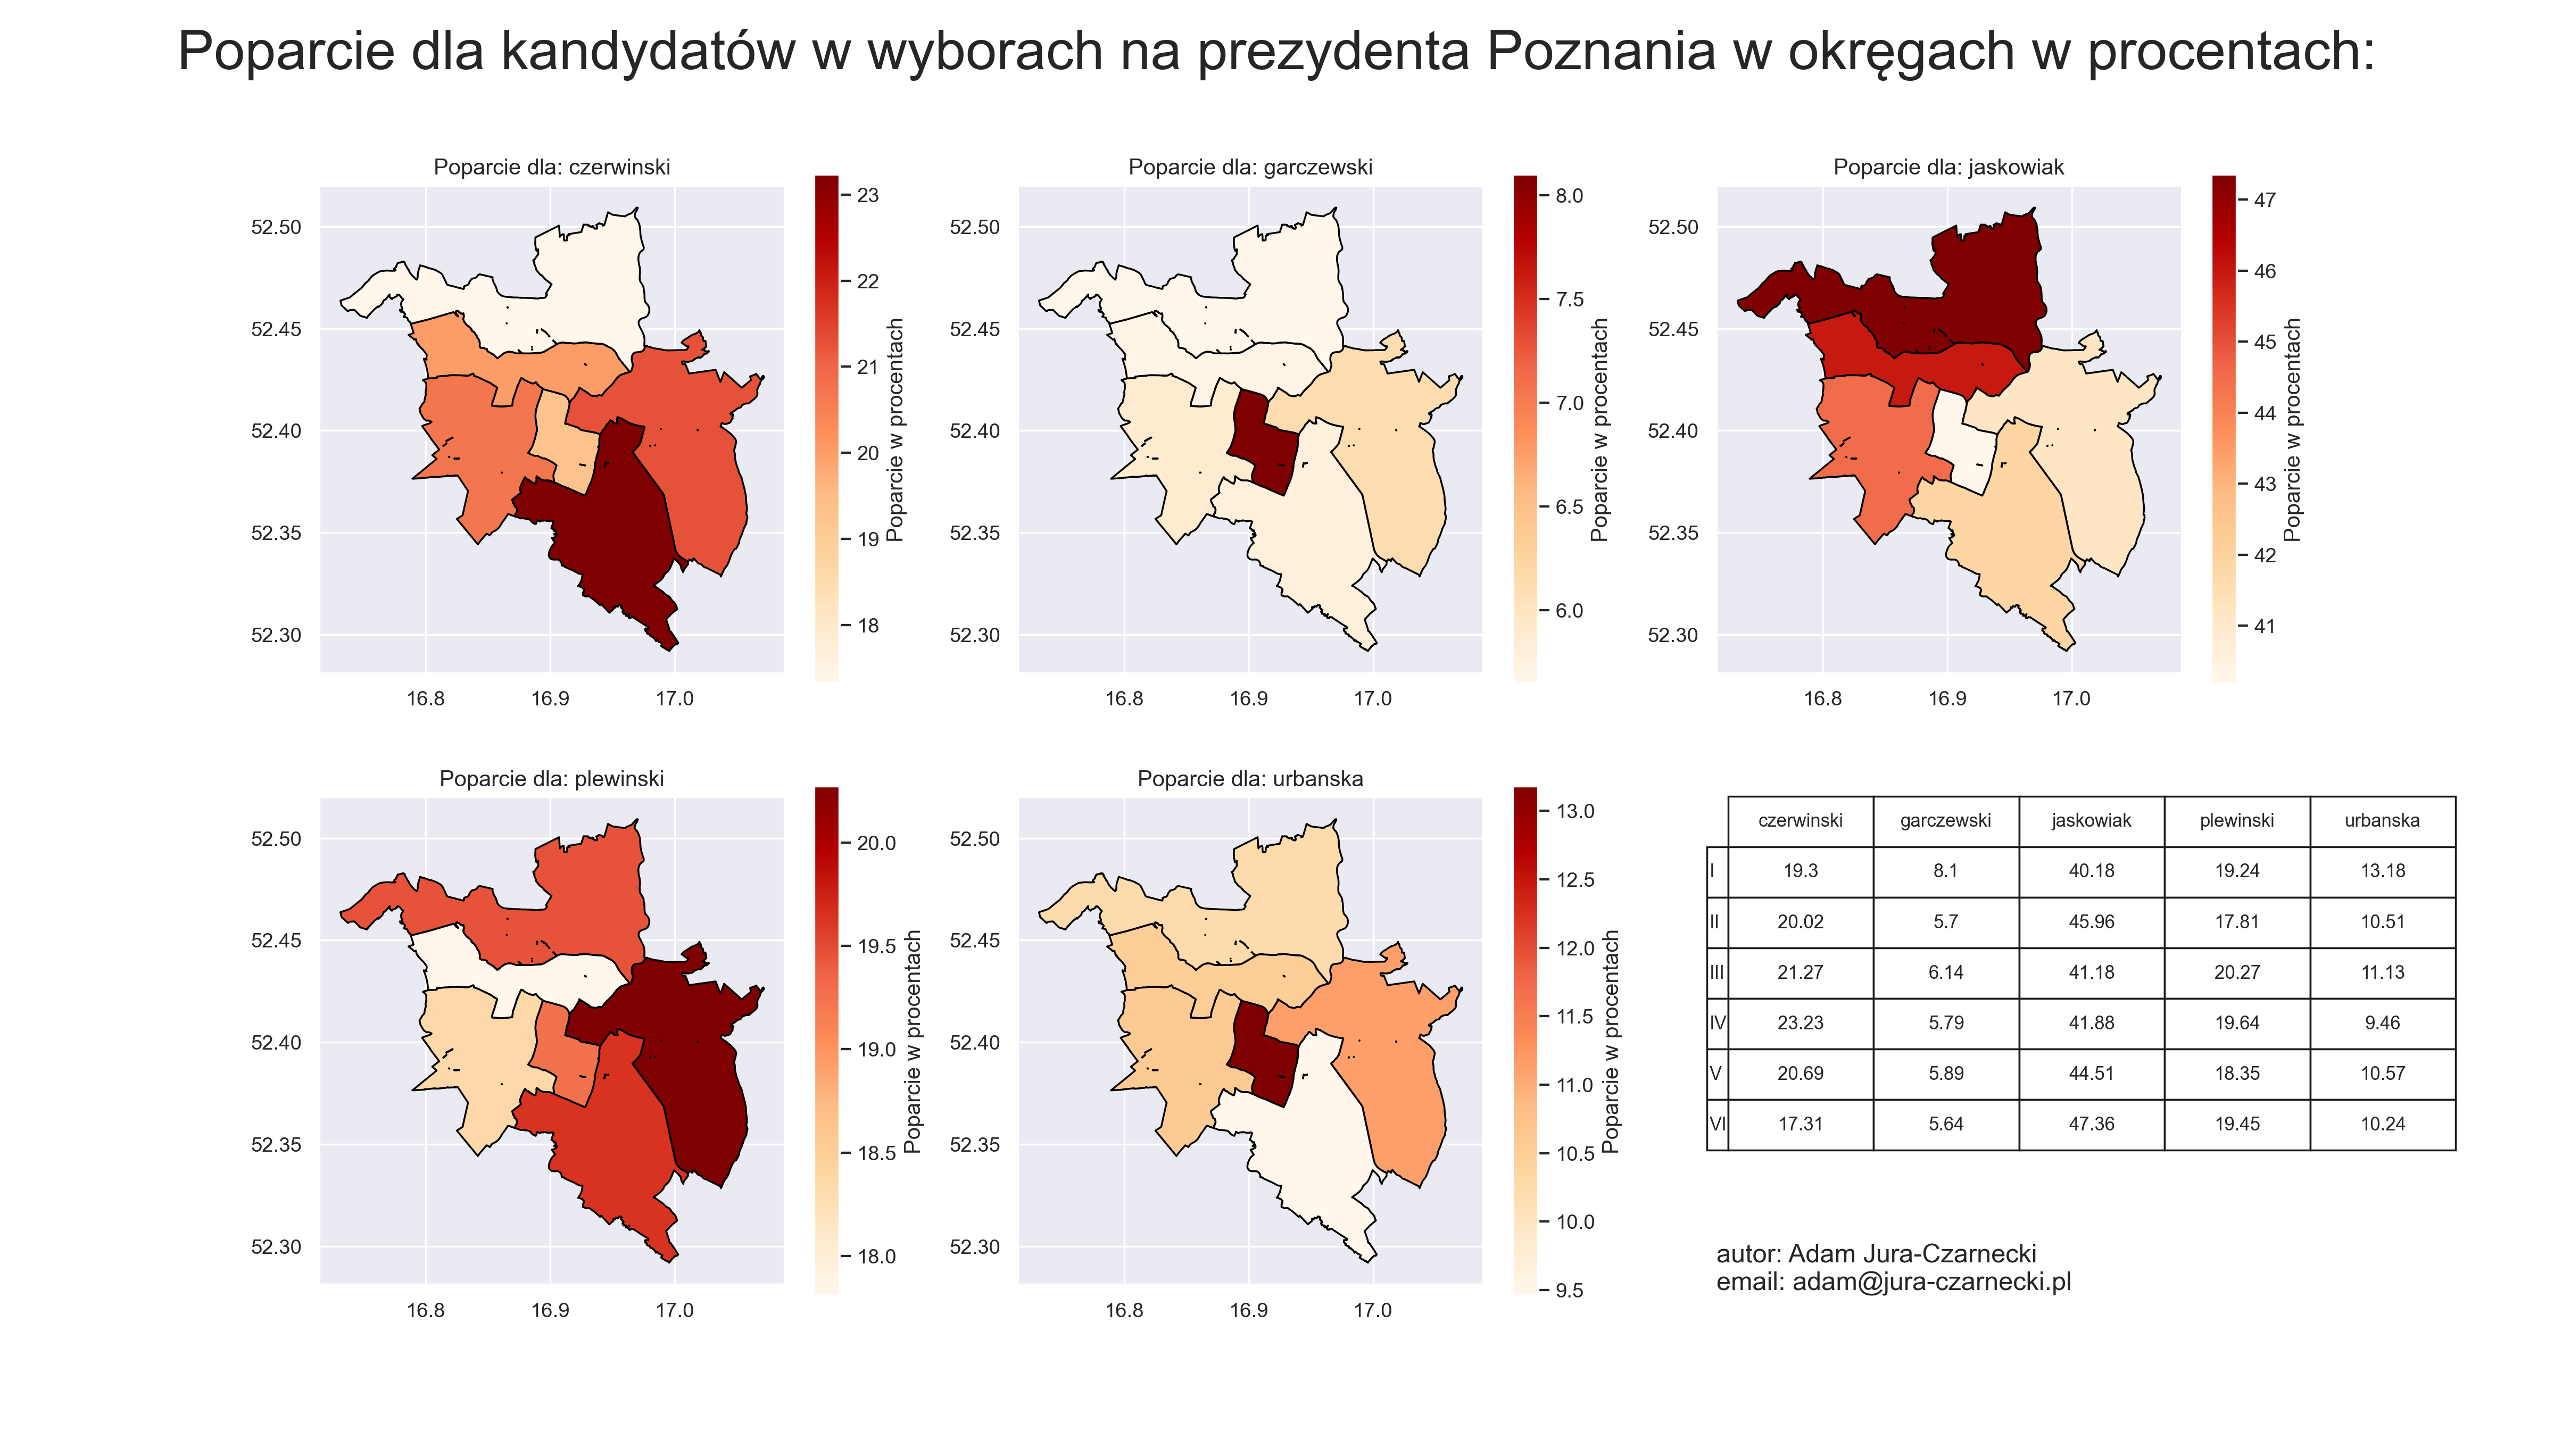 Poparcie dla kandydatów w wyborach na prezydenta Poznania w okręgach w procentach:
Poparcie dla: czerwinski
52.50
52.45
52.40
52.35
52.30
16.8 16.9 17.0
23
22
21
20
19
18
Poparcie w procentach
Poparcie dla: garczewski
52.50
52.45
52.40
52.35
52.30
16.8 16.9 17.0
8.0
7.5
7.0
6.5
6.0
Poparcie w procentach
Poparcie dla: jaskowiak
52.50
52.45
52.40
52.35
52.30
16.8 16.9 17.0
47
46
45
44
43
42
41
Poparcie w procentach
Poparcie dla: plewinski
52.50
52.45
52.40
52.35
52.30
16.8 16.9 17.0
20.0
19.5
19.0
18.5
18.0
Poparcie w procentach
Poparcie dla: urbanska
52.50
52.45
52.40
52.35
52.30
16.8 16.9 17.0
13.0
12.5
12.0
11.5
11.0
10.5
10.0
9.5
Poparcie w procentach
czerwinski garczewski jaskowiak plewinski urbanska
I 19.3 8.1 40.18 19.24 13.18
II 20.02 5.7 45.96 17.81 10.51
III 21.27 6.14 41.18 20.27 11.13
IV 23.23 5.79 41.88 19.64 9.46
V 20.69 5.89 44.51 18.35 10.57
VI 17.31 5.64 47.36 19.45 10.24
autor: Adam Jura-Czarnecki
email: adam@jura-czarnecki.pl